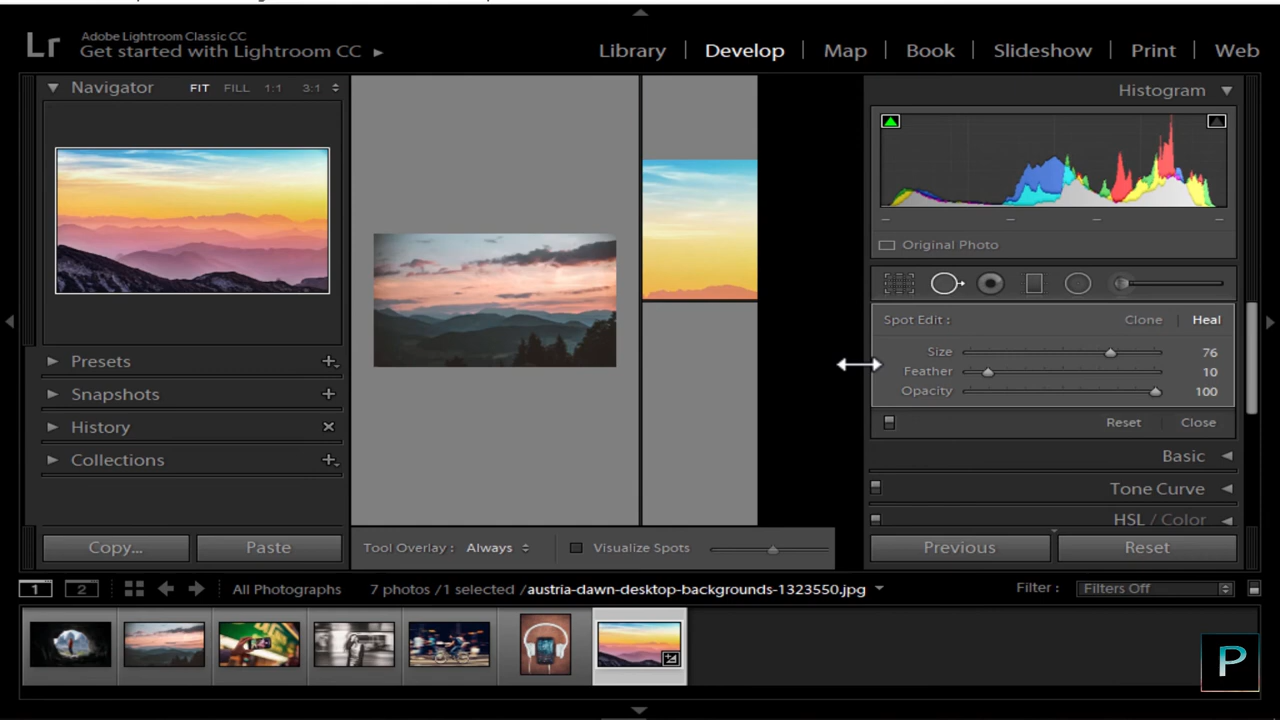 Lr
Adobe Lightroom Classic CC
Get started with Lightroom CC
Library | Develop | Map | Book | Slideshow | Print | Web
Navigator FIT FILL 1:1 3:1
Histogram
Original Photo
Spot Edit : Clone | Heal
Size 76
Feather 10
Opacity 100
Reset Close
Presets
Snapshots
History
Collections
Basic
Tone Curve
HSL / Color
Copy... Paste
Tool Overlay : Always Visualize Spots
Previous Reset
1 2 All Photographs 7 photos /1 selected /austria-dawn-desktop-backgrounds-1323550.jpg Filter : Filters Off
P